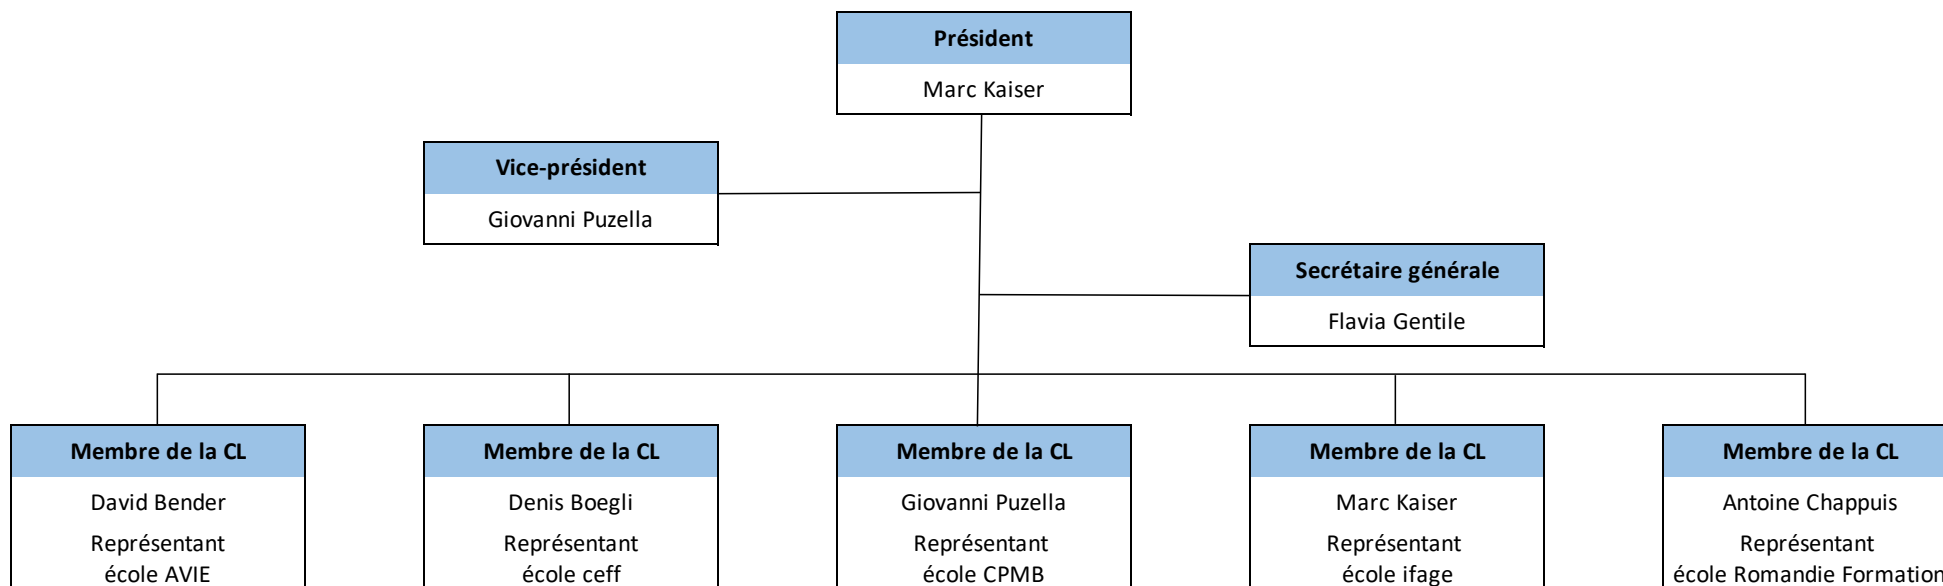 Président
Marc Kaiser
Vice-président
Giovanni Puzella
Secrétaire générale
Flavia Gentile
Membre de la CL
David Bender
Représentant
école AVIE
Membre de la CL
Denis Boegli
Représentant
école ceff
Membre de la CL
Giovanni Puzella
Représentant
école CPMB
Membre de la CL
Marc Kaiser
Représentant
école ifage
Membre de la CL
Antoine Chappuis
Représentant
école Romandie Formation